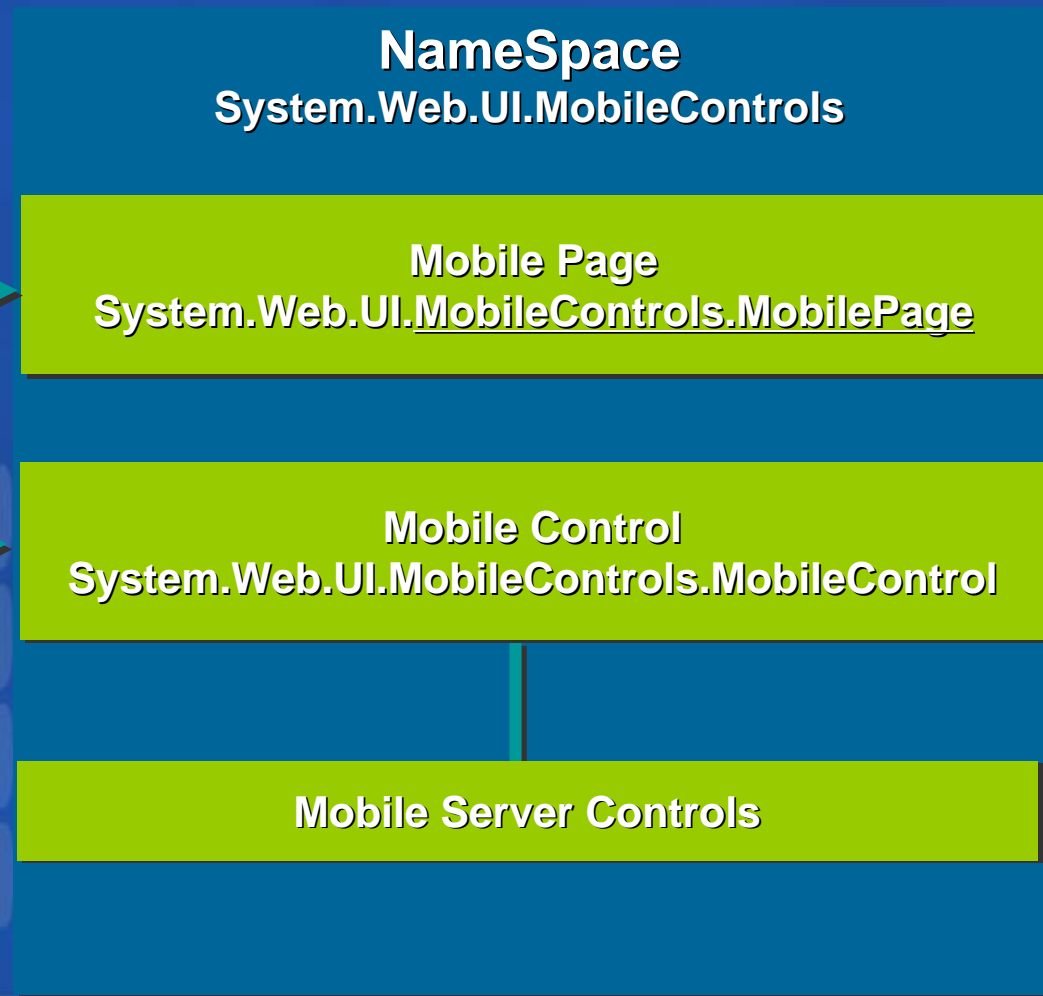 NameSpace
System.Web.UI.MobileControls
Mobile Page
System.Web.UI.MobileControls.MobilePage
Mobile Control
System.Web.UI.MobileControls.MobileControl
Mobile Server Controls